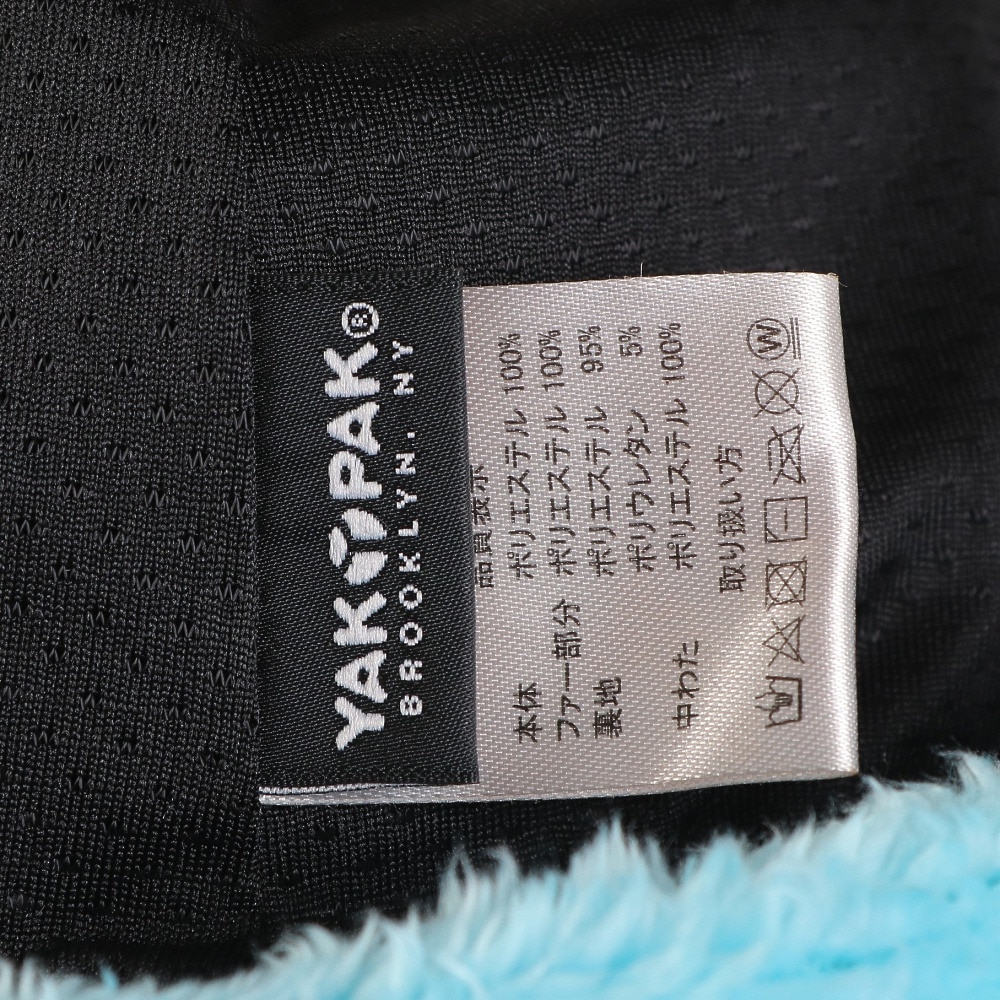 YAK PAK®
BROOKLYN. NY
品質表示
本体 ポリエステル 100%
ファー部分 ポリエステル 100%
裏地 ポリエステル 95%
ポリウレタン 5%
中わた ポリエステル 100%
取り扱い方
W